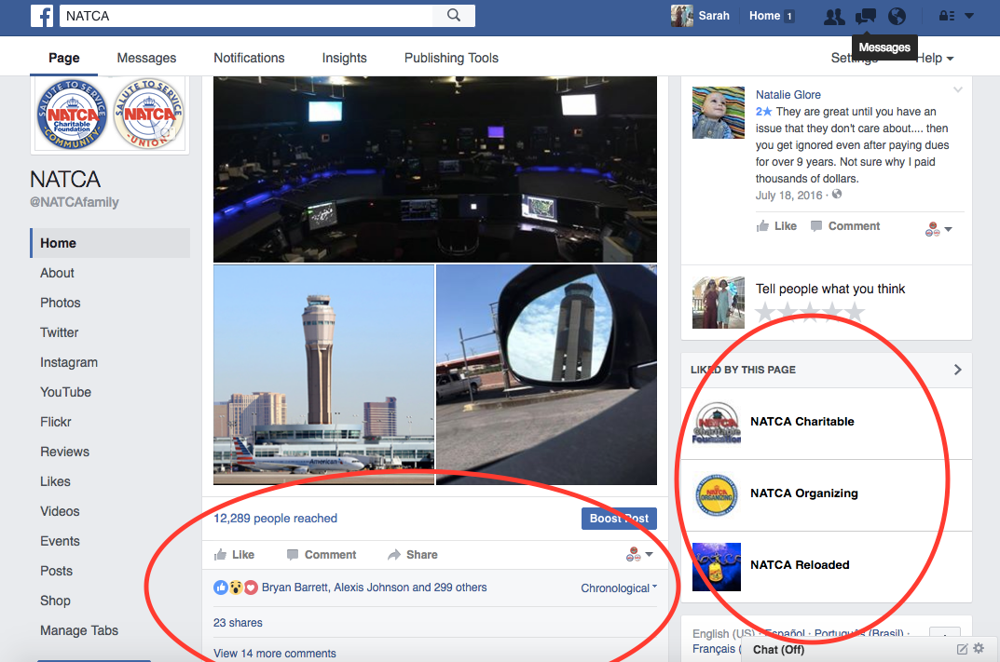 NATCA
Sarah
Home 1
Messages
Page
Messages
Notifications
Insights
Publishing Tools
Settings
Help
SALUTE TO SERVICE
NATCA
Charitable
Foundation
COMMUNITY
SALUTE TO SERVICE
NATCA
UNION
NATCA
@NATCAfamily
Home
About
Photos
Twitter
Instagram
YouTube
Flickr
Reviews
Likes
Videos
Events
Posts
Shop
Manage Tabs
American
12,289 people reached
Boost Post
Like
Comment
Share
Bryan Barrett, Alexis Johnson and 299 others
Chronological
23 shares
View 14 more comments
Natalie Glore
2★ They are great until you have an
issue that they don't care about.... then
you get ignored even after paying dues
for over 9 years. Not sure why I paid
thousands of dollars.
July 18, 2016 ·
Like
Comment
Tell people what you think
LIKED BY THIS PAGE
NATCA
Charitable
Foundation
NATCA Charitable
NATCA
ORGANIZING
NATCA Organizing
NATCA Reloaded
English (US) · Español · Português (Brasil) ·
Français (
Chat (Off)